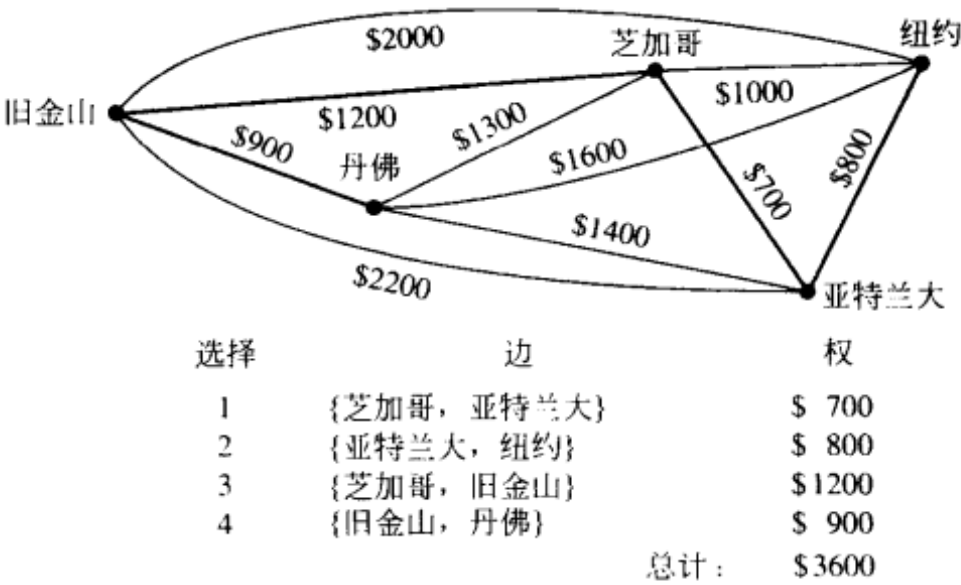 $2000
芝加哥
纽约
旧金山
$1200
$1000
$900
$1300
$1600
$800
丹佛
$700
$1400
$2200
亚特兰大
选择 边 权
1 {芝加哥，亚特兰大} $ 700
2 {亚特兰大，纽约} $ 800
3 {芝加哥，旧金山} $1200
4 {旧金山，丹佛} $ 900
总计： $3600